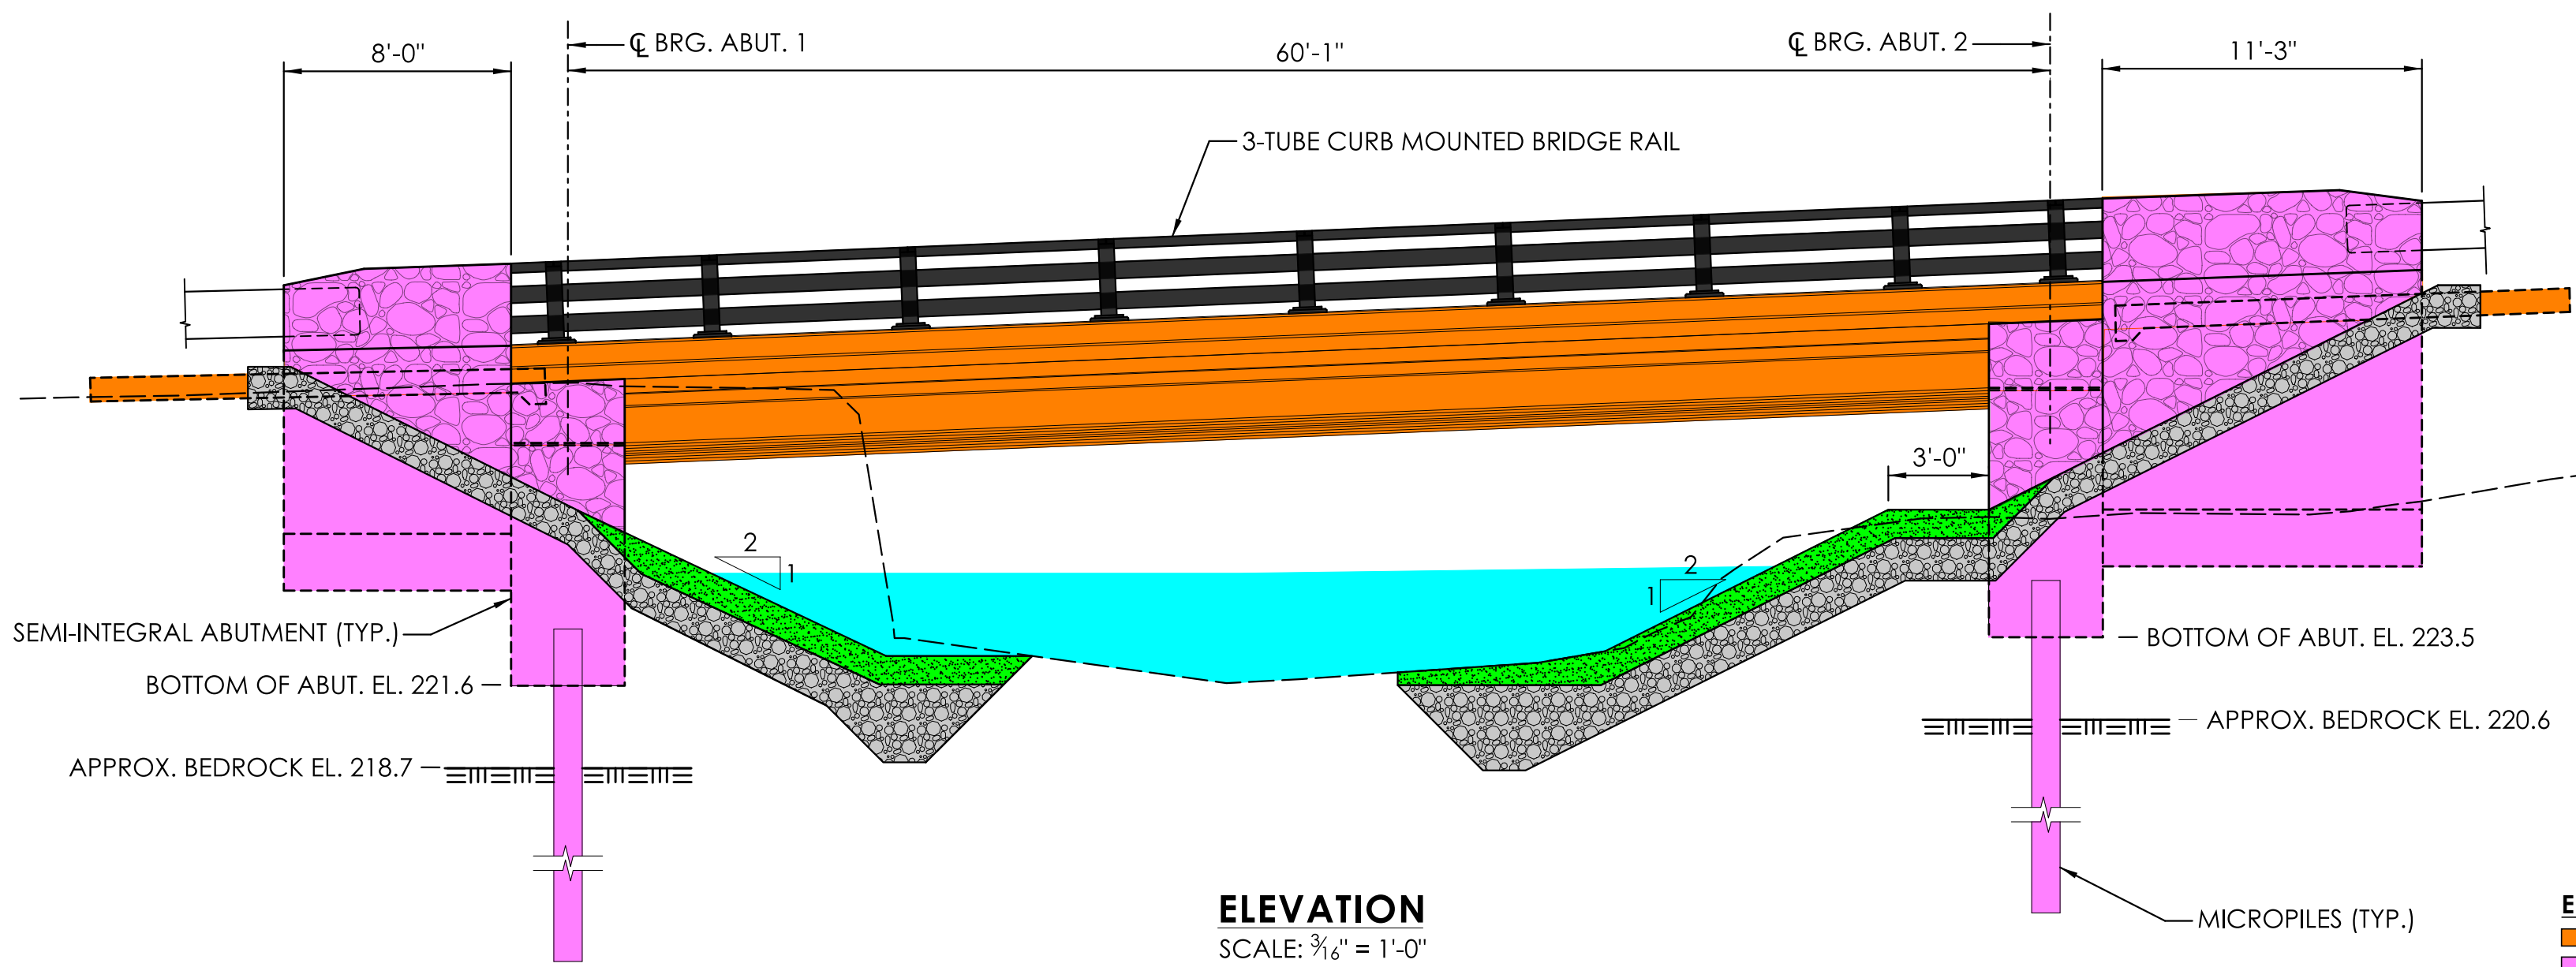 8'-0"
℄ BRG. ABUT. 1
60'-1"
℄ BRG. ABUT. 2
11'-3"
3-TUBE CURB MOUNTED BRIDGE RAIL
3'-0"
2
1
2
1
SEMI-INTEGRAL ABUTMENT (TYP.)
BOTTOM OF ABUT. EL. 223.5
BOTTOM OF ABUT. EL. 221.6
APPROX. BEDROCK EL. 220.6
APPROX. BEDROCK EL. 218.7
ELEVATION
SCALE: 3⁄16" = 1'-0"
MICROPILES (TYP.)